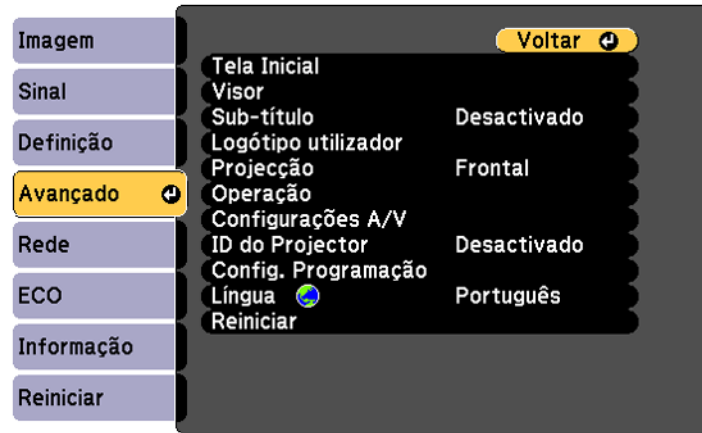 Imagem
Sinal
Definição
Avançado
Rede
ECO
Informação
Reiniciar
Voltar
Tela Inicial
Visor
Sub-título Desactivado
Logótipo utilizador
Projecção Frontal
Operação
Configurações A/V
ID do Projector Desactivado
Config. Programação
Língua Português
Reiniciar